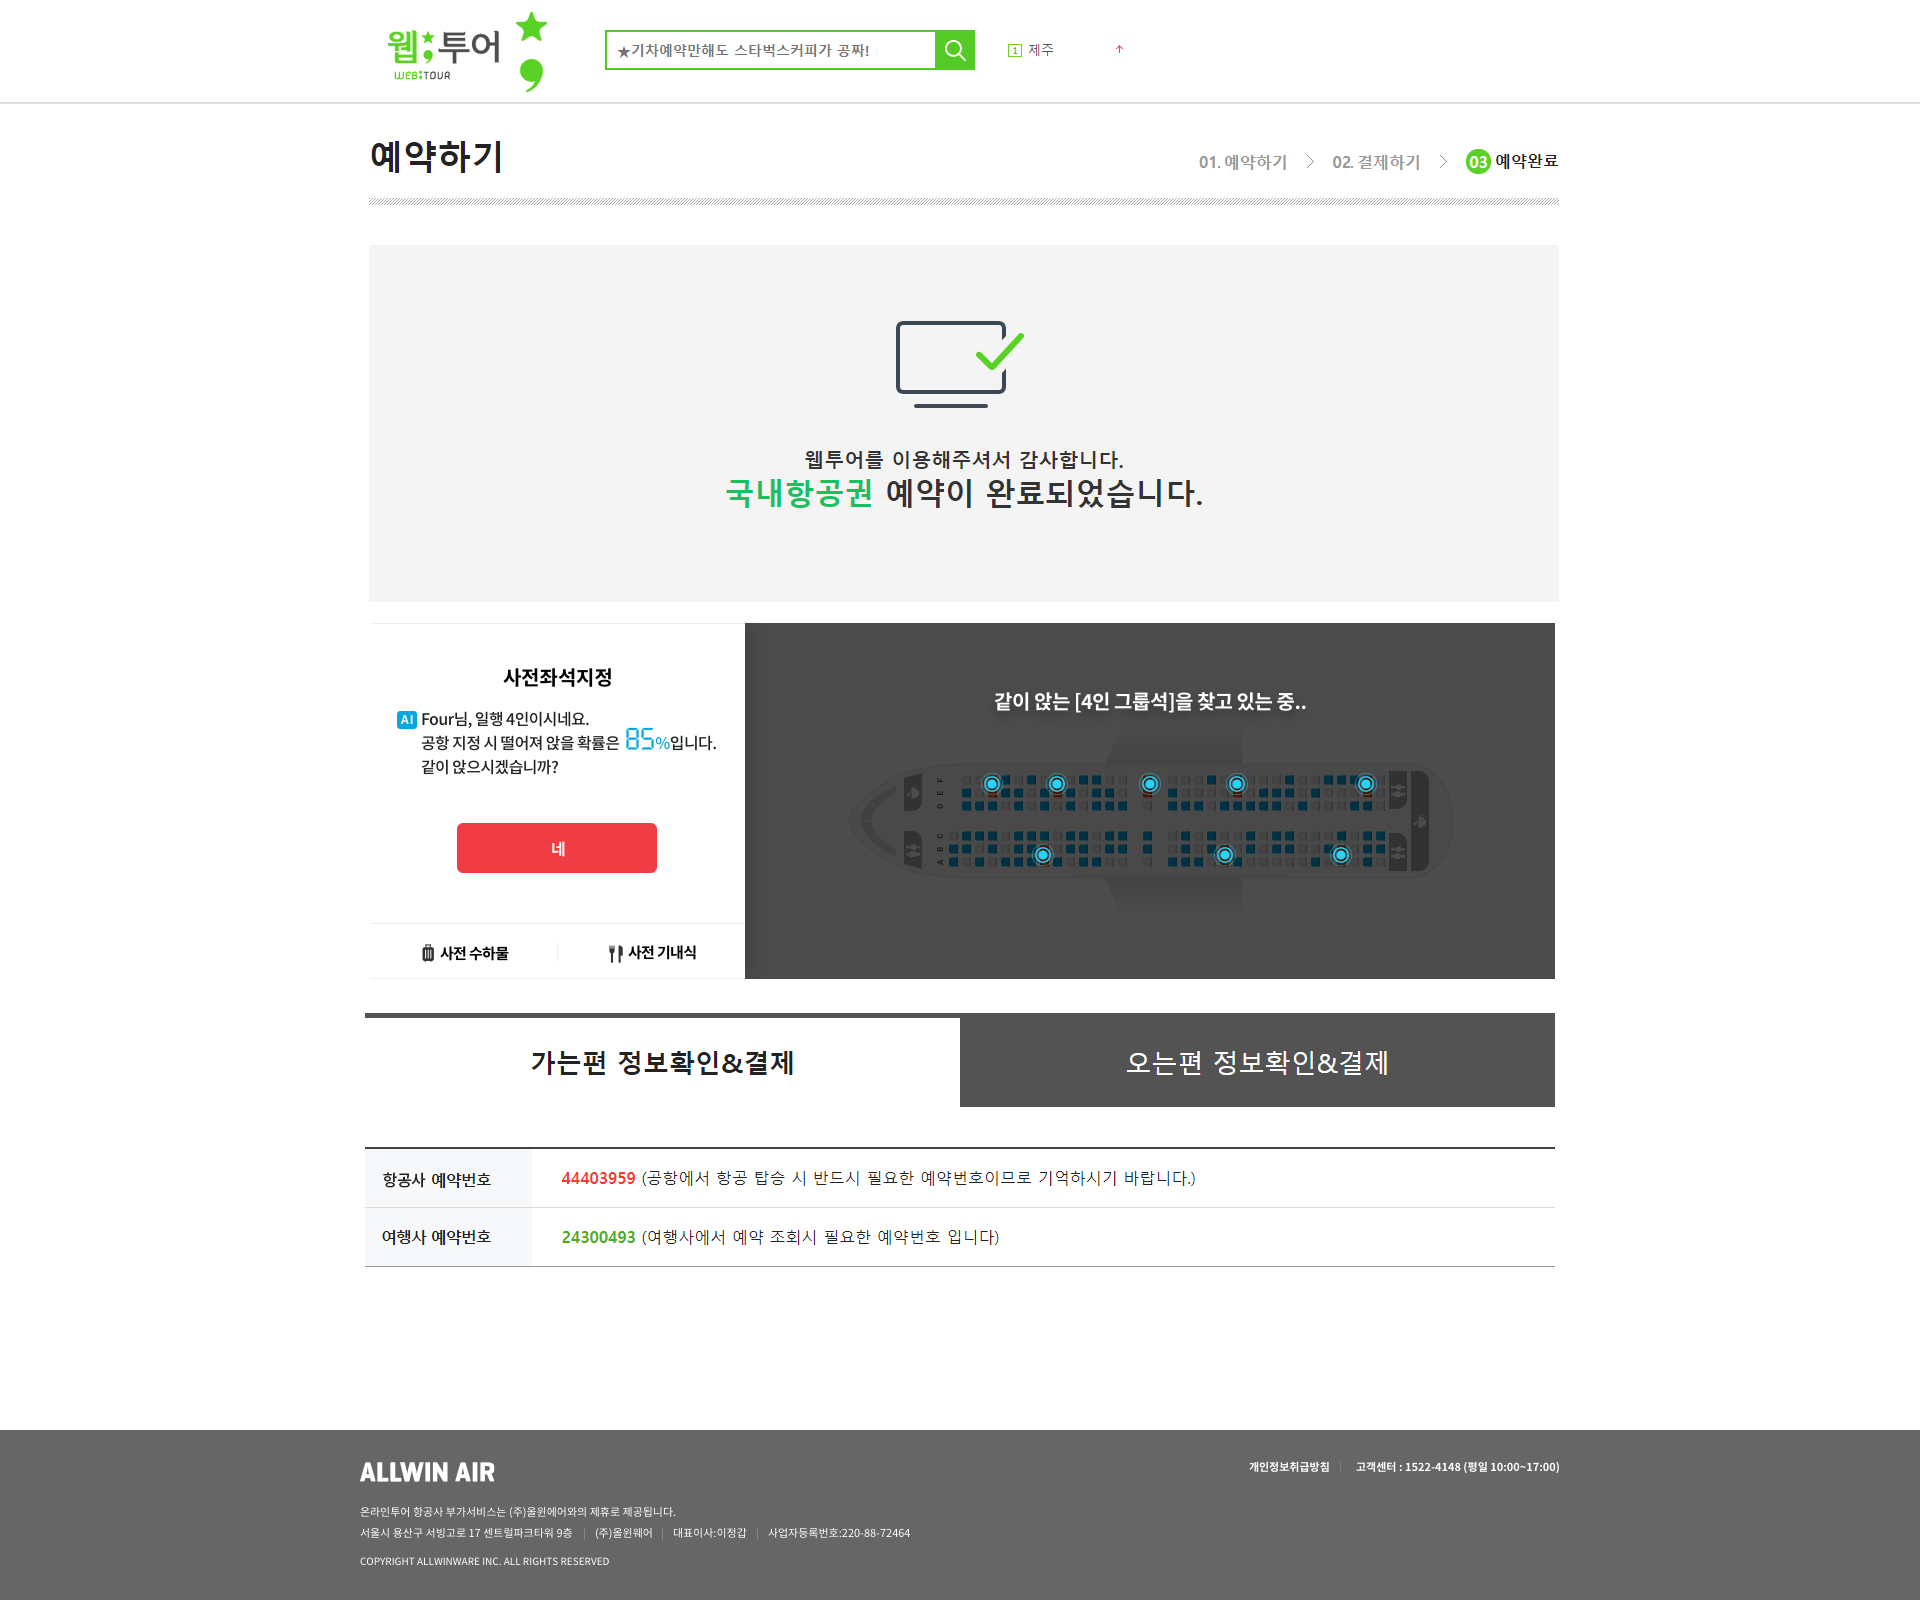 웹;투어
WEB;TOUR
★기차예약만해도 스타벅스커피가 공짜!
1 제주
예약하기
01. 예약하기
02. 결제하기
03 예약완료
웹투어를 이용해주셔서 감사합니다.
국내항공권 예약이 완료되었습니다.
사전좌석지정
AI Four님, 일행 4인이시네요.
공항 지정 시 떨어져 앉을 확률은 85%입니다.
같이 앉으시겠습니까?
네
사전 수하물
사전 기내식
같이 앉는 [4인 그룹석]을 찾고 있는 중..
F
E
D
C
B
A
가는편 정보확인&결제
오는편 정보확인&결제
항공사 예약번호
44403959 (공항에서 항공 탑승 시 반드시 필요한 예약번호이므로 기억하시기 바랍니다.)
여행사 예약번호
24300493 (여행사에서 예약 조회시 필요한 예약번호 입니다)
ALLWIN AIR
개인정보취급방침
고객센터 : 1522-4148 (평일 10:00~17:00)
온라인투어 항공사 부가서비스는 (주)올윈에어와의 제휴로 제공됩니다.
서울시 용산구 서빙고로 17 센트럴파크타워 9층 | (주)올윈웨어 | 대표이사:이정갑 | 사업자등록번호:220-88-72464
COPYRIGHT ALLWINWARE INC. ALL RIGHTS RESERVED